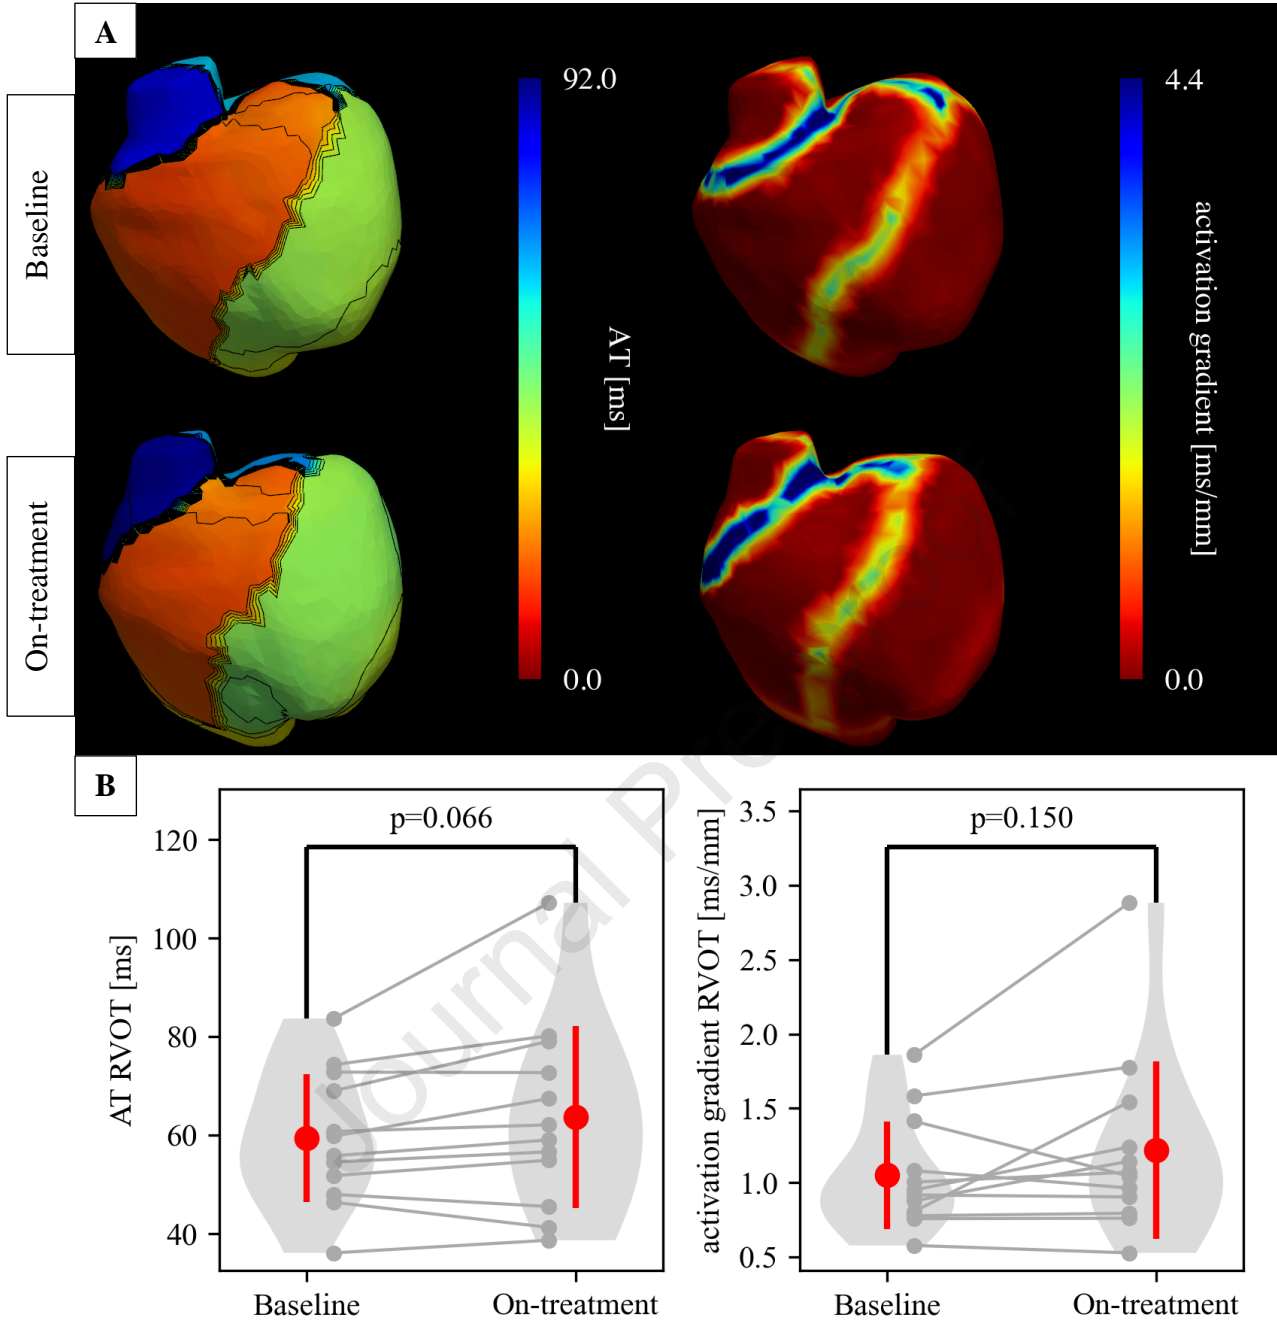 A
Baseline
92.0
AT [ms]
0.0
4.4
activation gradient [ms/mm]
0.0
On-treatment
B
Journal Pre-proof
p=0.066
AT RVOT [ms]
120
100
80
60
40
Baseline
On-treatment
p=0.150
activation gradient RVOT [ms/mm]
3.5
3.0
2.5
2.0
1.5
1.0
0.5
Baseline
On-treatment